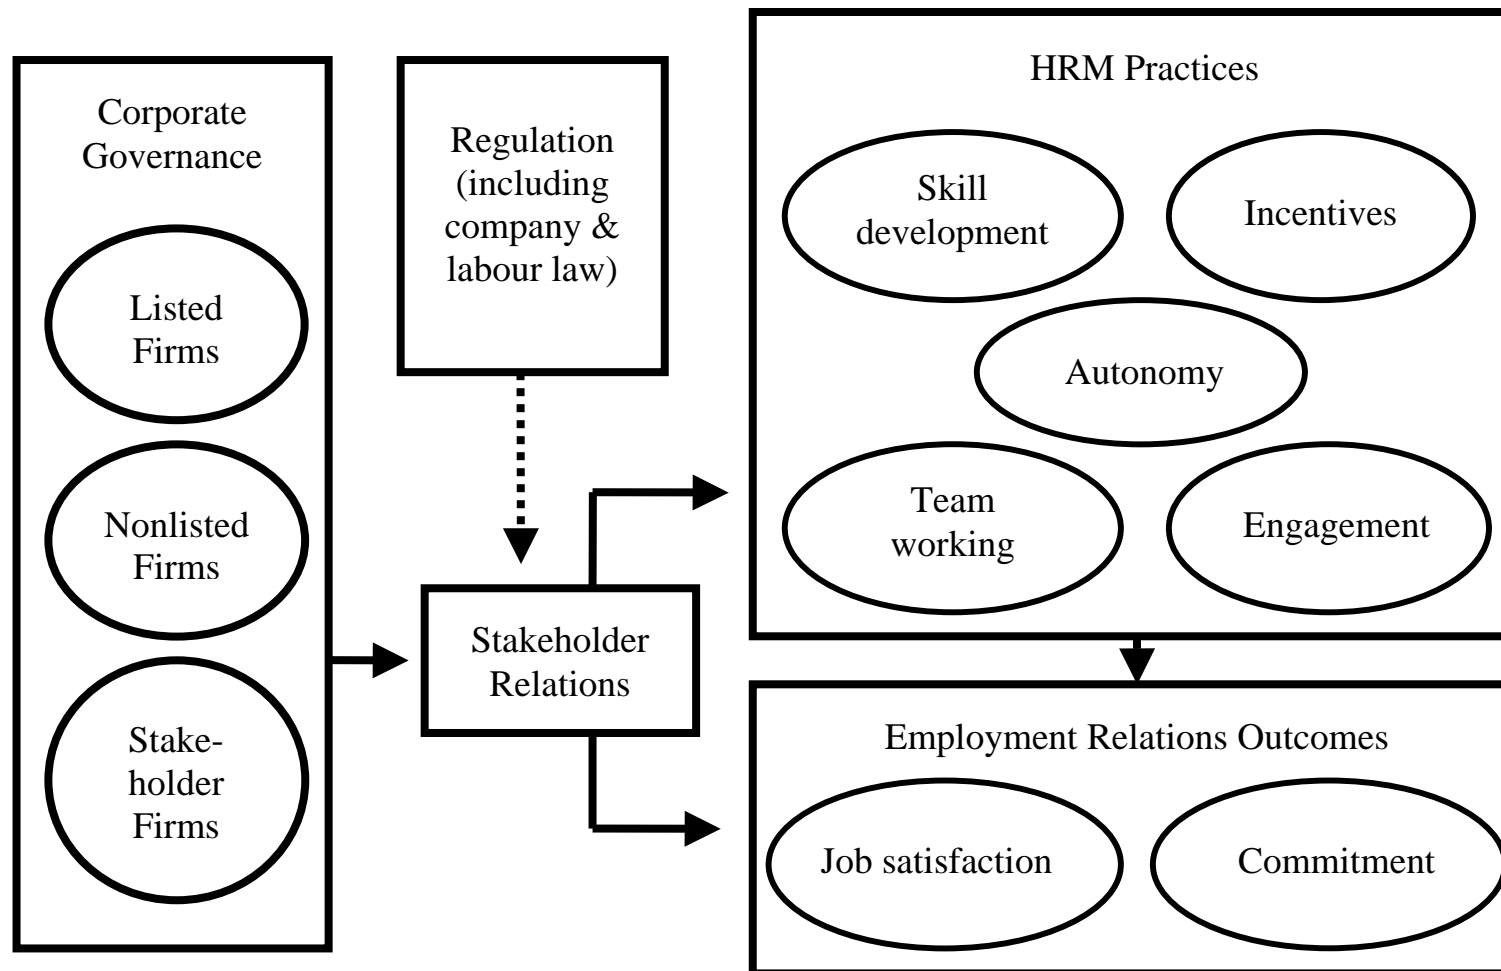 Corporate
Governance
Listed
Firms
Nonlisted
Firms
Stake-
holder
Firms
Regulation
(including
company &
labour law)
Stakeholder
Relations
HRM Practices
Skill
development
Incentives
Autonomy
Team
working
Engagement
Employment Relations Outcomes
Job satisfaction
Commitment